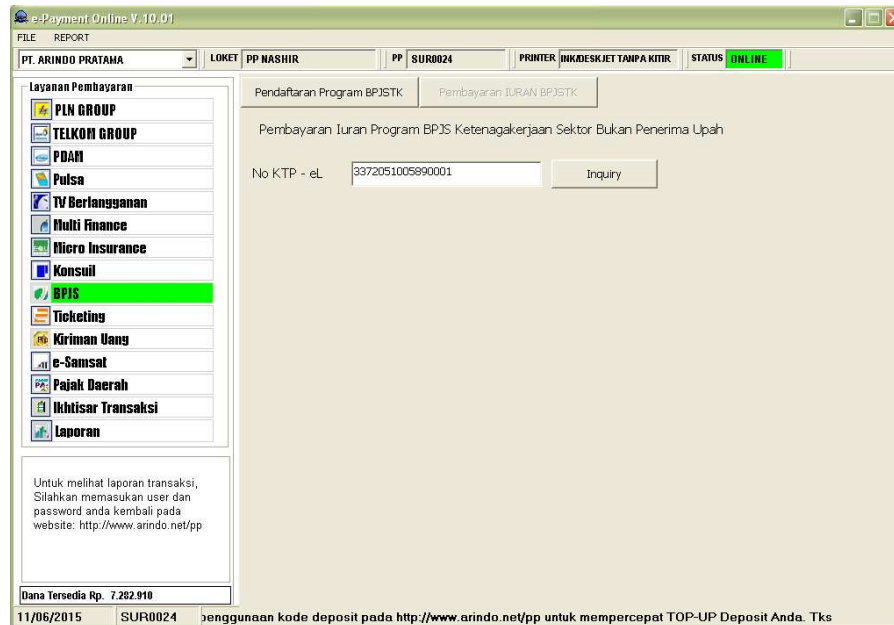 e-Payment Online V.10.01
FILE REPORT
PT. ARINDO PRATAMA LOKET PP NASHIR PP SUR0024 PRINTER INK/DESKJET TANPA KITIR STATUS ONLINE
Layanan Pembayaran
PLN GROUP
TELKOM GROUP
PDAM
Pulsa
TV Berlangganan
Multi Finance
Micro Insurance
Konsuil
BPJS
Ticketing
Kiriman Uang
e-Samsat
Pajak Daerah
Ikhtisar Transaksi
Laporan
Untuk melihat laporan transaksi,
Silahkan memasukan user dan
password anda kembali pada
website: http://www.arindo.net/pp
Dana Tersedia Rp. 7.282.910
Pendaftaran Program BPJSTK Pembayaran IURAN BPJSTK
Pembayaran Iuran Program BPJS Ketenagakerjaan Sektor Bukan Penerima Upah
No KTP - eL 3372051005890001 Inquiry
11/06/2015 SUR0024 penggunaan kode deposit pada http://www.arindo.net/pp untuk mempercepat TOP-UP Deposit Anda. Tks